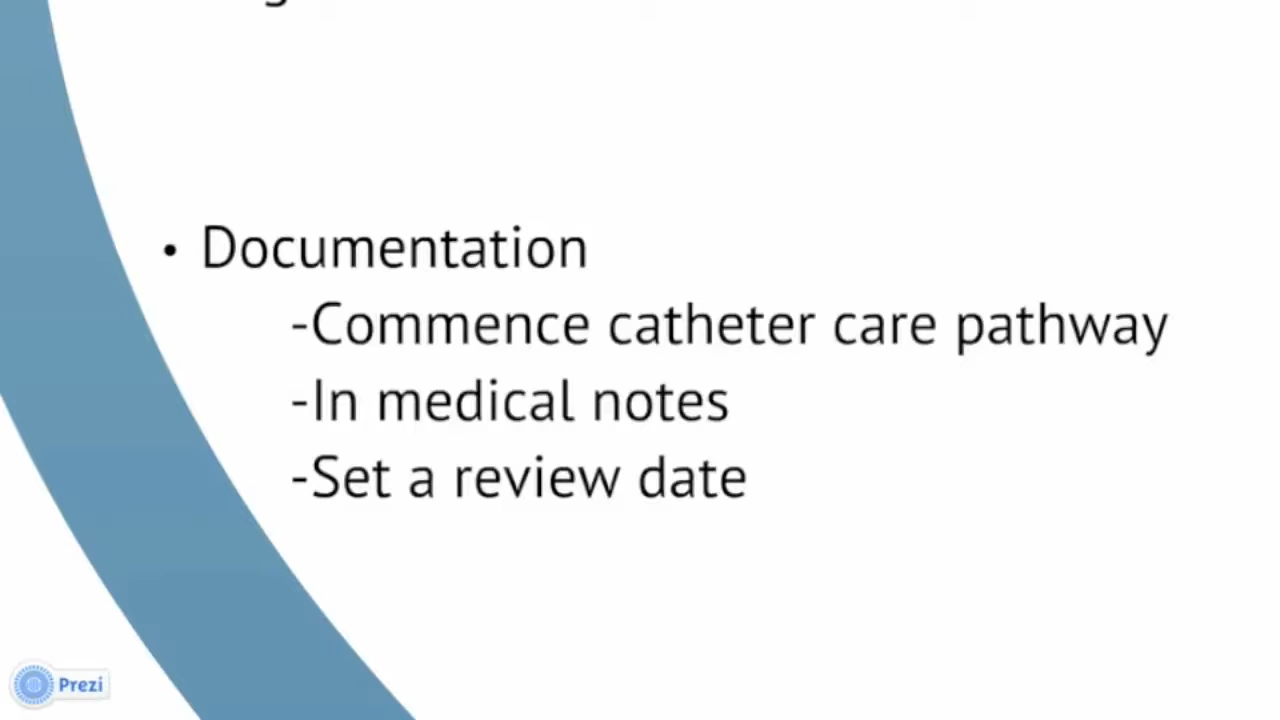 • Documentation
-Commence catheter care pathway
-In medical notes
-Set a review date
Prezi